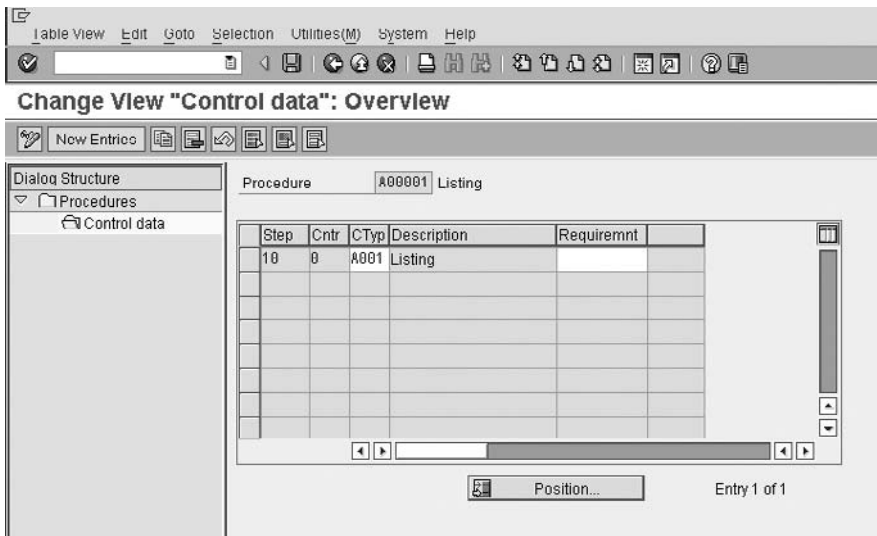 Table View Edit Goto Selection Utilities(M) System Help
Change View "Control data": Overview
New Entries
Dialog Structure
Procedures
Control data
Procedure A00001 Listing
Step Cntr CTyp Description Requiremnt
10 0 A001 Listing
Position...
Entry 1 of 1